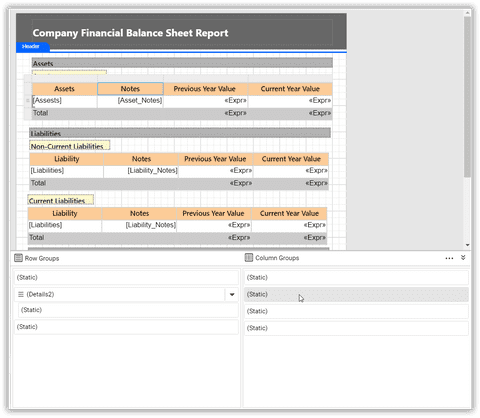 Company Financial Balance Sheet Report
Header
Assets
Assets Notes Previous Year Value Current Year Value
[Assests] [Asset_Notes] «Expr» «Expr»
Total «Expr» «Expr»
Liabilities
Non-Current Liabilities
Liability Notes Previous Year Value Current Year Value
[Liabilities] [Liability_Notes] «Expr» «Expr»
Total «Expr» «Expr»
Current Liabilities
Liability Notes Previous Year Value Current Year Value
[Liabilities] [Liability_Notes] «Expr» «Expr»
Total «Expr» «Expr»
Row Groups Column Groups
(Static) (Static)
(Details2) (Static)
(Static) (Static)
(Static) (Static)